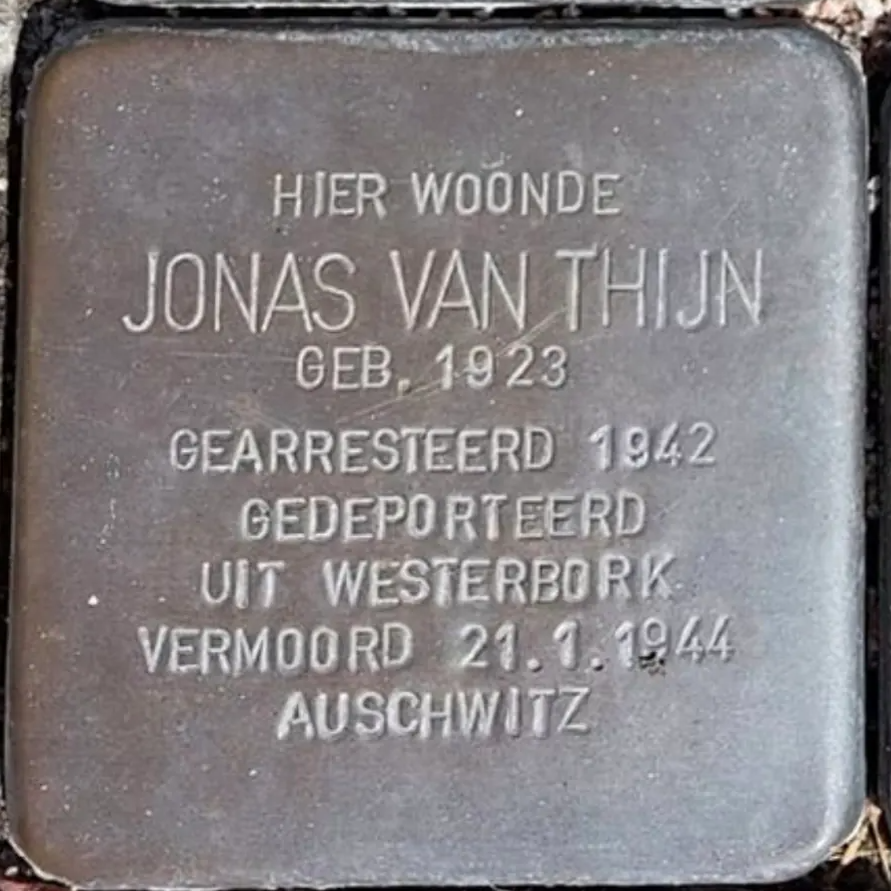 HIER WOONDE
JONAS VAN THIJN
GEB. 1923
GEARRESTEERD 1942
GEDEPORTEERD
UIT WESTERBORK
VERMOORD 21.1.1944
AUSCHWITZ